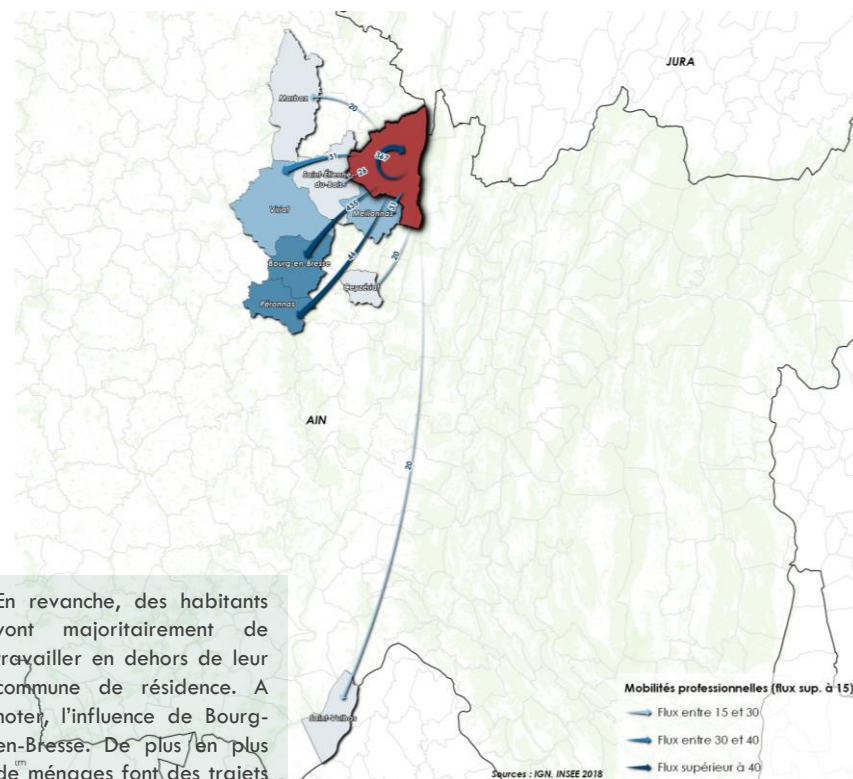 JURA
Marboz
20
31
367
Saint-Étienne-
du-Bois
28
Viriat
Meillonnas
31
Bourg-en-Bresse
44
20
Ceyzériat
Péronnas
AIN
20
Saint-Vulbas
En revanche, des habitants
vont majoritairement de
travailler en dehors de leur
commune de résidence. A
noter, l'influence de Bourg-
en-Bresse. De plus en plus
de ménages font des trajets
Mobilités professionnelles (flux sup. à 15)
Flux entre 15 et 30
Flux entre 30 et 40
Flux supérieur à 40
Sources : IGN, INSEE 2018